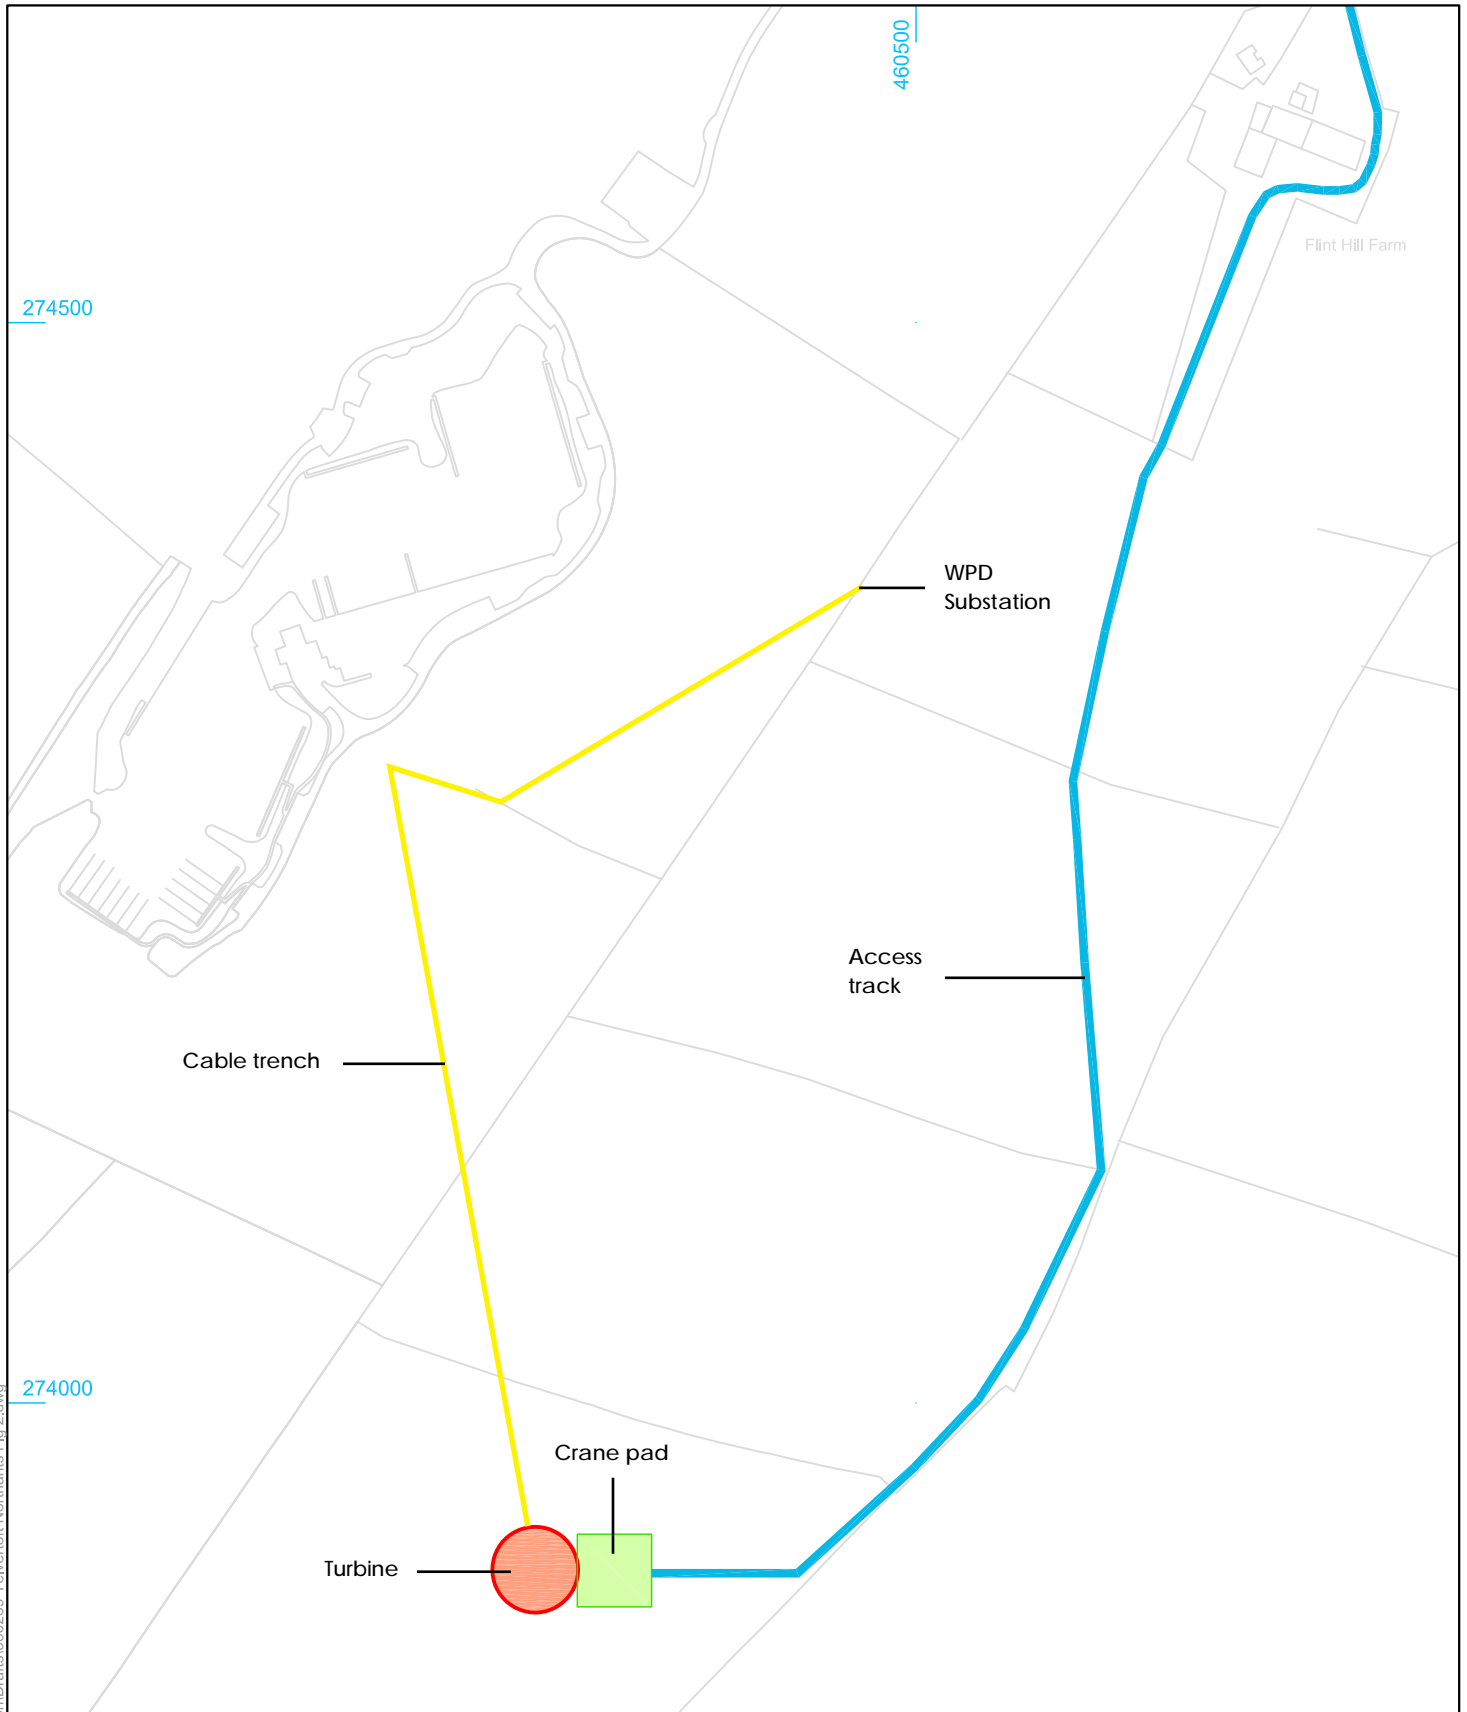 460500
Flint Hill Farm
274500
WPD
Substation
Access
track
Cable trench
274000
Crane pad
Turbine